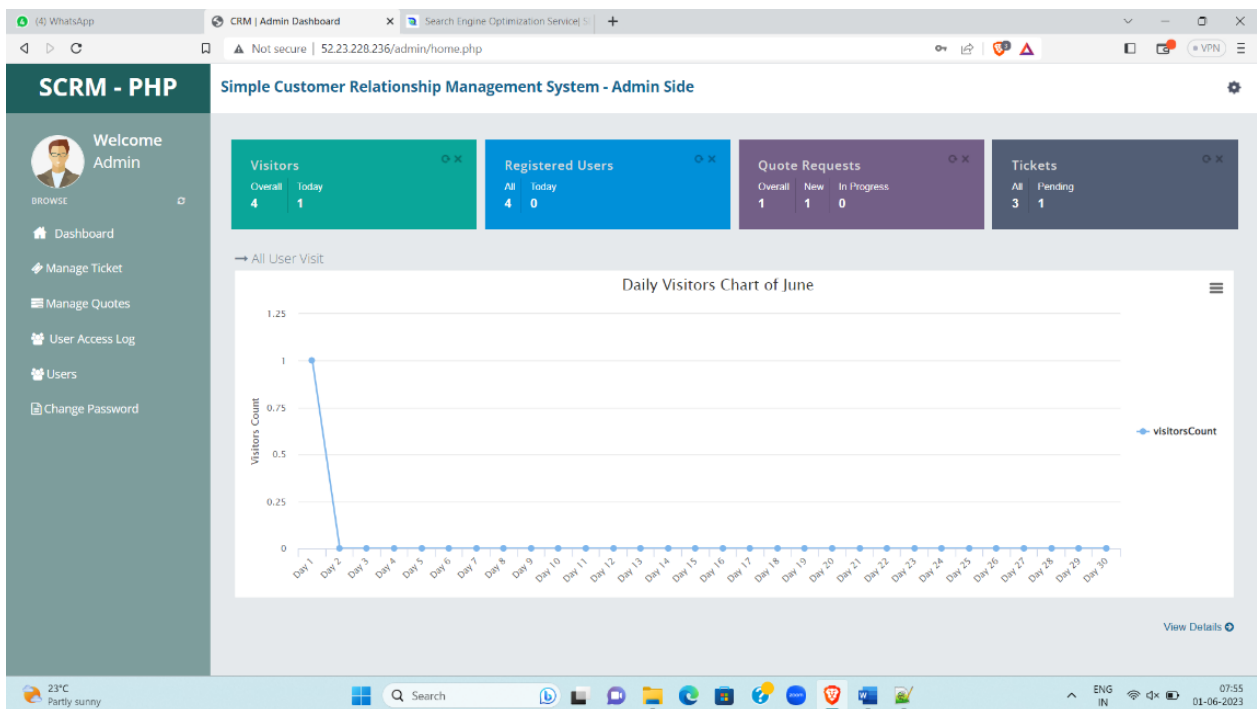 (4) WhatsApp
CRM | Admin Dashboard
Search Engine Optimization Service| S
Not secure | 52.23.228.236/admin/home.php
VPN
SCRM - PHP
Simple Customer Relationship Management System - Admin Side
Welcome
Admin
BROWSE
Dashboard
Manage Ticket
Manage Quotes
User Access Log
Users
Change Password
Visitors
Overall Today
4 1
Registered Users
All Today
4 0
Quote Requests
Overall New In Progress
1 1 0
Tickets
All Pending
3 1
All User Visit
Daily Visitors Chart of June
1.25
1
0.75
0.5
0.25
0
Visitors Count
Day 1 Day 2 Day 3 Day 4 Day 5 Day 6 Day 7 Day 8 Day 9 Day 10 Day 11 Day 12 Day 13 Day 14 Day 15 Day 16 Day 17 Day 18 Day 19 Day 20 Day 21 Day 22 Day 23 Day 24 Day 25 Day 26 Day 27 Day 28 Day 29 Day 30
visitorsCount
View Details
23°C
Partly sunny
Search
zoom
ENG
IN
07:55
01-06-2023